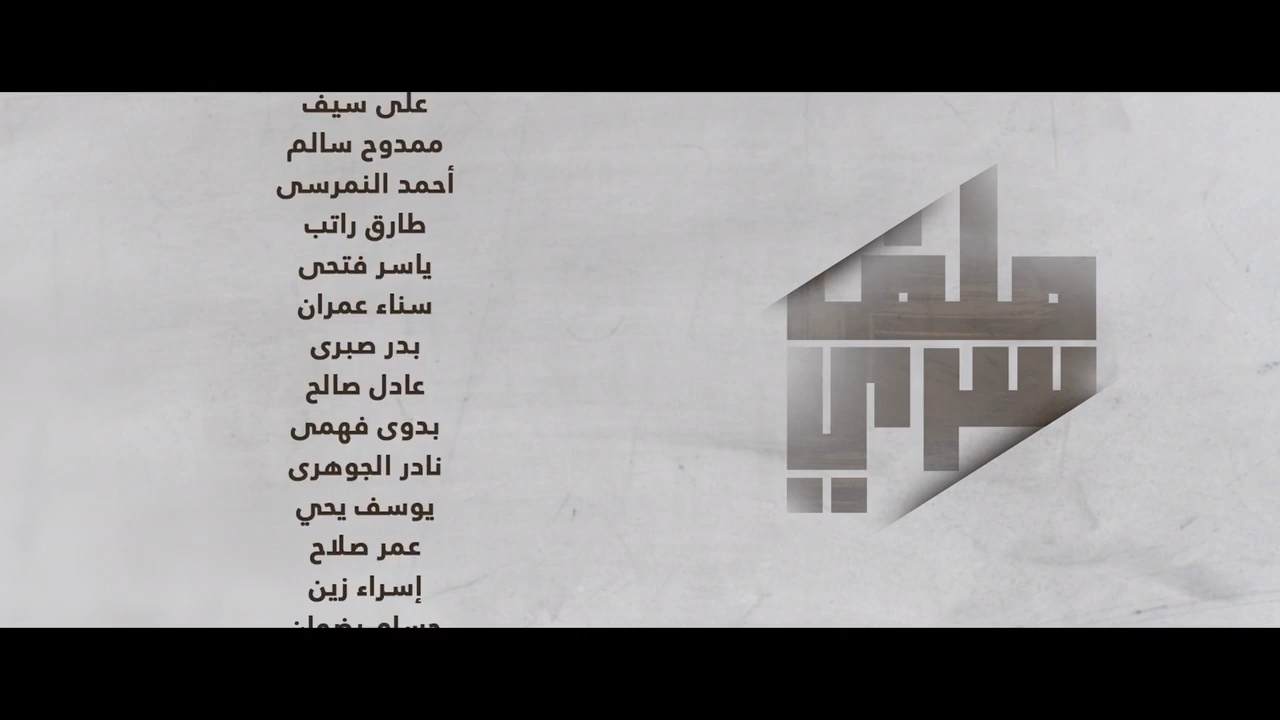 على سيف
ممدوح سالم
أحمد النمرسى
طارق راتب
ياسر فتحى
سناء عمران
بدر صبرى
عادل صالح
بدوى فهمى
نادر الجوهرى
يوسف يحي
عمر صلاح
إسراء زين
ملف
سري